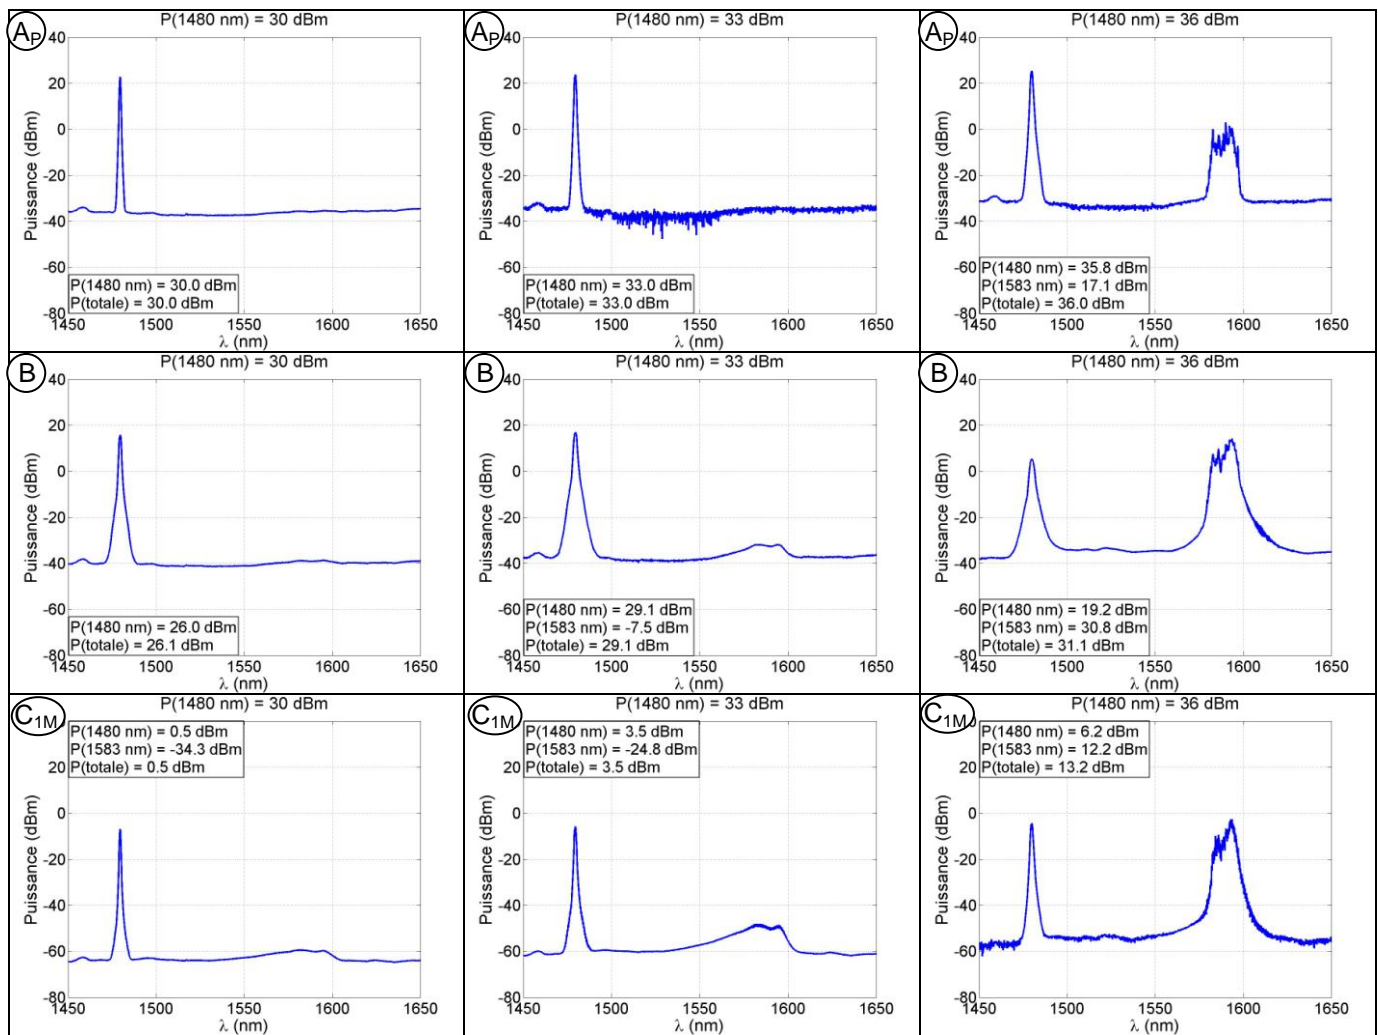 A_P
P(1480 nm) = 30 dBm
40
20
0
-20
-40
-60
-80
Puissance (dBm)
P(1480 nm) = 30.0 dBm
P(totale) = 30.0 dBm
1450 1500 1550 1600 1650
λ (nm)
A_P
P(1480 nm) = 33 dBm
40
20
0
-20
-40
-60
-80
Puissance (dBm)
P(1480 nm) = 33.0 dBm
P(totale) = 33.0 dBm
1450 1500 1550 1600 1650
λ (nm)
A_P
P(1480 nm) = 36 dBm
40
20
0
-20
-40
-60
-80
Puissance (dBm)
P(1480 nm) = 35.8 dBm
P(1583 nm) = 17.1 dBm
P(totale) = 36.0 dBm
1450 1500 1550 1600 1650
λ (nm)
B
P(1480 nm) = 30 dBm
40
20
0
-20
-40
-60
-80
Puissance (dBm)
P(1480 nm) = 26.0 dBm
P(totale) = 26.1 dBm
1450 1500 1550 1600 1650
λ (nm)
B
P(1480 nm) = 33 dBm
40
20
0
-20
-40
-60
-80
Puissance (dBm)
P(1480 nm) = 29.1 dBm
P(1583 nm) = -7.5 dBm
P(totale) = 29.1 dBm
1450 1500 1550 1600 1650
λ (nm)
B
P(1480 nm) = 36 dBm
40
20
0
-20
-40
-60
-80
Puissance (dBm)
P(1480 nm) = 19.2 dBm
P(1583 nm) = 30.8 dBm
P(totale) = 31.1 dBm
1450 1500 1550 1600 1650
λ (nm)
C_1M
P(1480 nm) = 30 dBm
P(1480 nm) = 0.5 dBm
P(1583 nm) = -34.3 dBm
P(totale) = 0.5 dBm
20
0
-20
-40
-60
-80
Puissance (dBm)
1450 1500 1550 1600 1650
λ (nm)
C_1M
P(1480 nm) = 33 dBm
P(1480 nm) = 3.5 dBm
P(1583 nm) = -24.8 dBm
P(totale) = 3.5 dBm
20
0
-20
-40
-60
-80
Puissance (dBm)
1450 1500 1550 1600 1650
λ (nm)
C_1M
P(1480 nm) = 36 dBm
P(1480 nm) = 6.2 dBm
P(1583 nm) = 12.2 dBm
P(totale) = 13.2 dBm
20
0
-20
-40
-60
-80
Puissance (dBm)
1450 1500 1550 1600 1650
λ (nm)